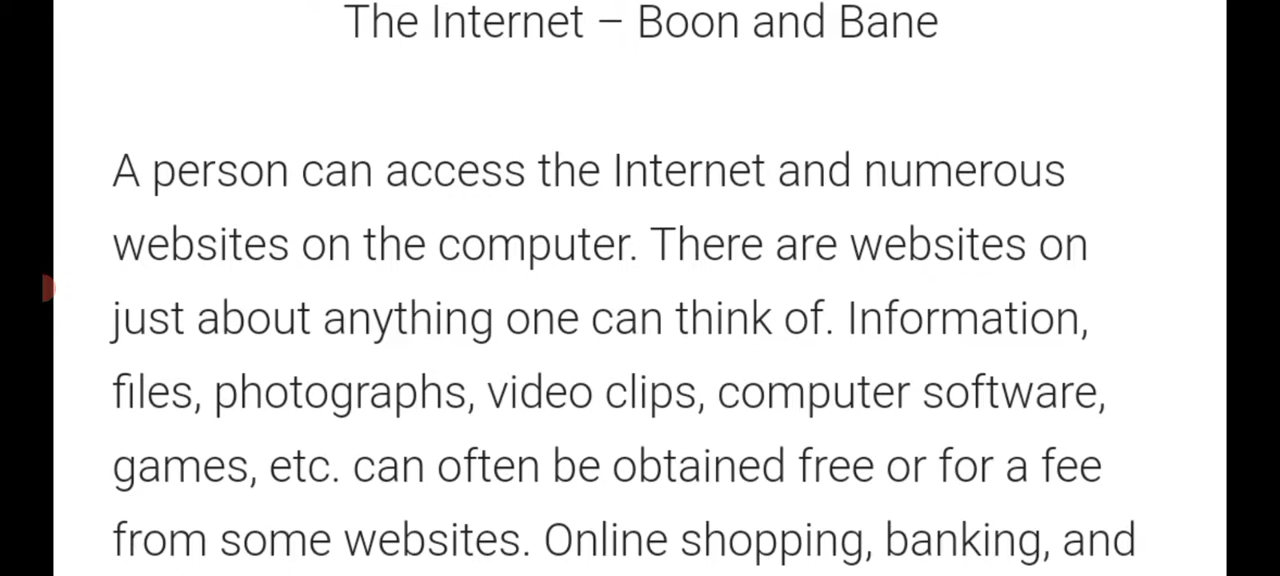 The Internet – Boon and Bane
A person can access the Internet and numerous
websites on the computer. There are websites on
just about anything one can think of. Information,
files, photographs, video clips, computer software,
games, etc. can often be obtained free or for a fee
from some websites. Online shopping, banking, and